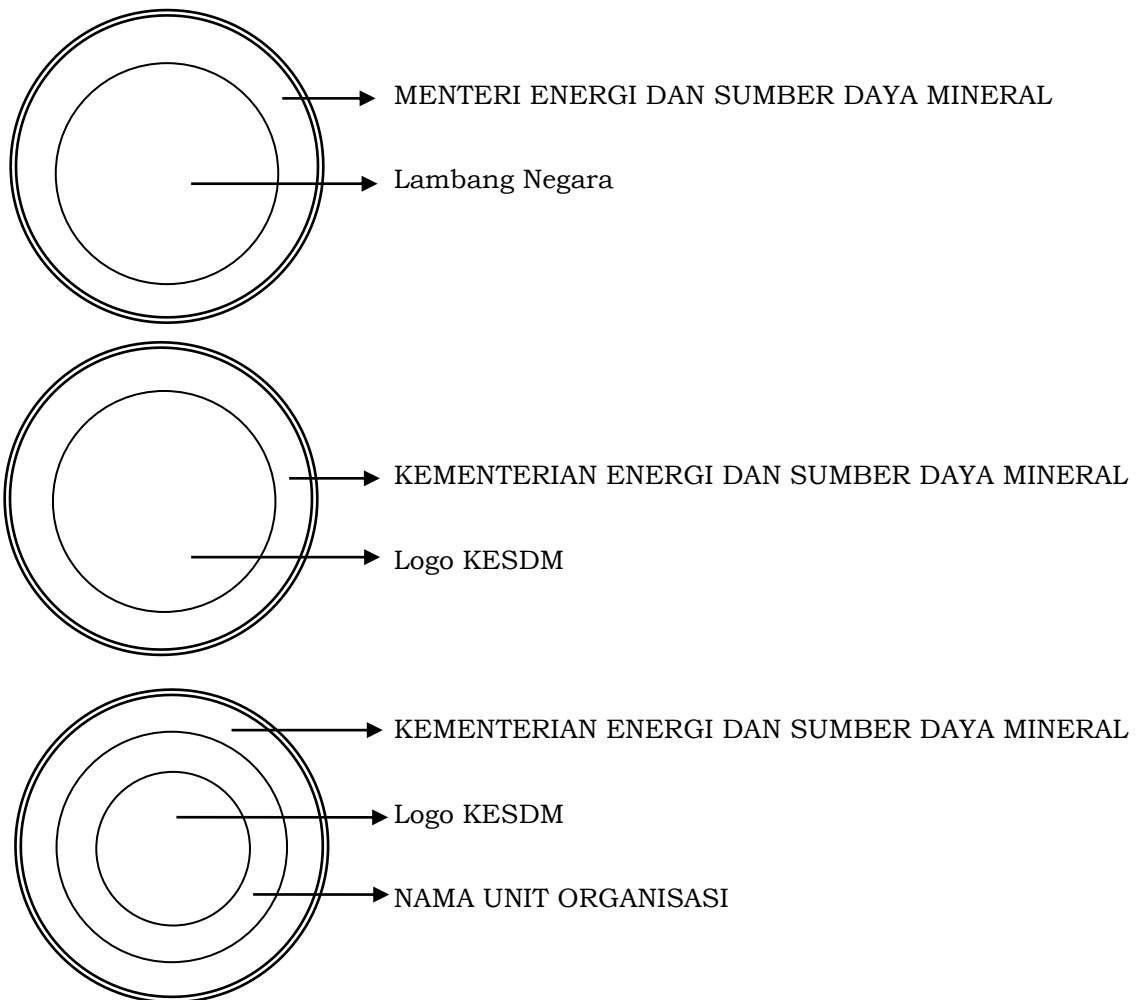 MENTERI ENERGI DAN SUMBER DAYA MINERAL
Lambang Negara
KEMENTERIAN ENERGI DAN SUMBER DAYA MINERAL
Logo KESDM
KEMENTERIAN ENERGI DAN SUMBER DAYA MINERAL
Logo KESDM
NAMA UNIT ORGANISASI